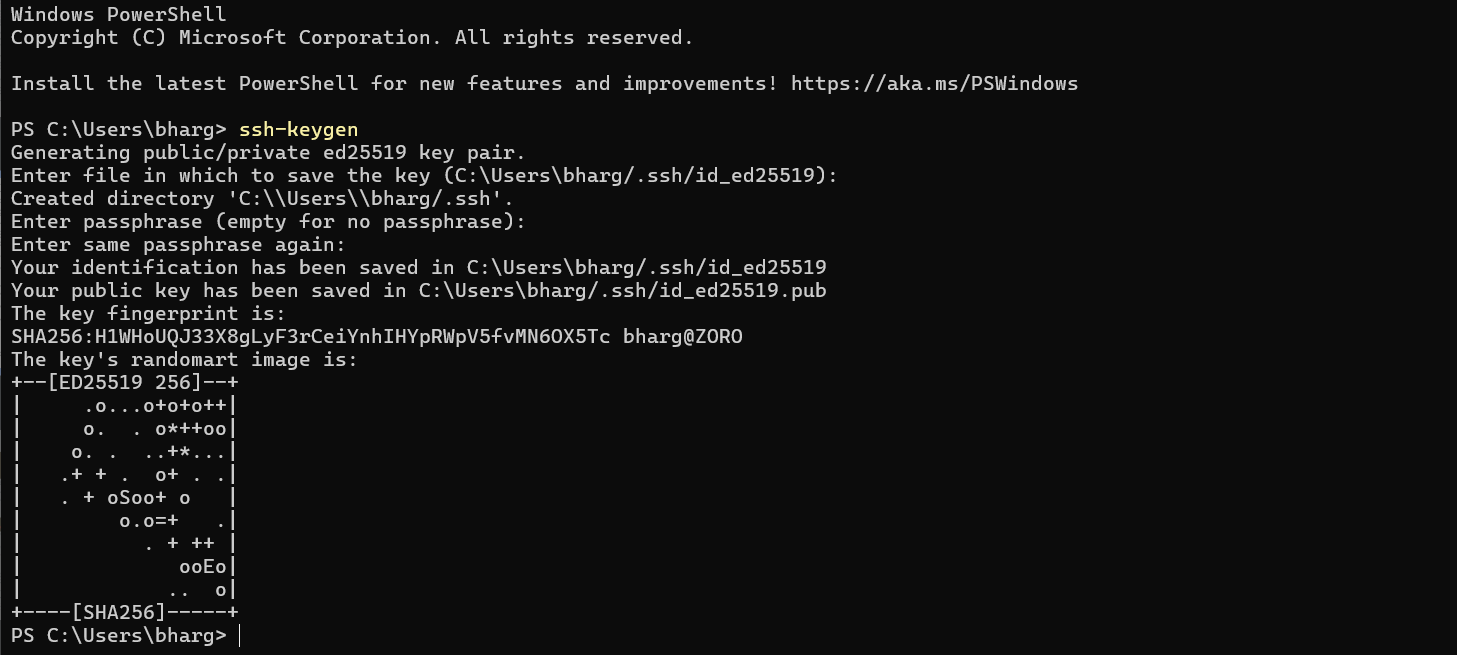 Windows PowerShell
Copyright (C) Microsoft Corporation. All rights reserved.

Install the latest PowerShell for new features and improvements! https://aka.ms/PSWindows

PS C:\Users\bharg> ssh-keygen
Generating public/private ed25519 key pair.
Enter file in which to save the key (C:\Users\bharg/.ssh/id_ed25519):
Created directory 'C:\\Users\\bharg/.ssh'.
Enter passphrase (empty for no passphrase):
Enter same passphrase again:
Your identification has been saved in C:\Users\bharg/.ssh/id_ed25519
Your public key has been saved in C:\Users\bharg/.ssh/id_ed25519.pub
The key fingerprint is:
SHA256:H1WHoUQJ33X8gLyF3rCeiYnhIHYpRWpV5fvMN6OX5Tc bharg@ZORO
The key's randomart image is:
+--[ED25519 256]--+
|     .o...o+o+o++|
|     o.  . o*++oo|
|    o. .  ..+*...|
|   .+ + .  o+ . .|
|   . + oSoo+ o   |
|        o.o=+   .|
|          . + ++ |
|             ooEo|
|            ..  o|
+----[SHA256]-----+
PS C:\Users\bharg>